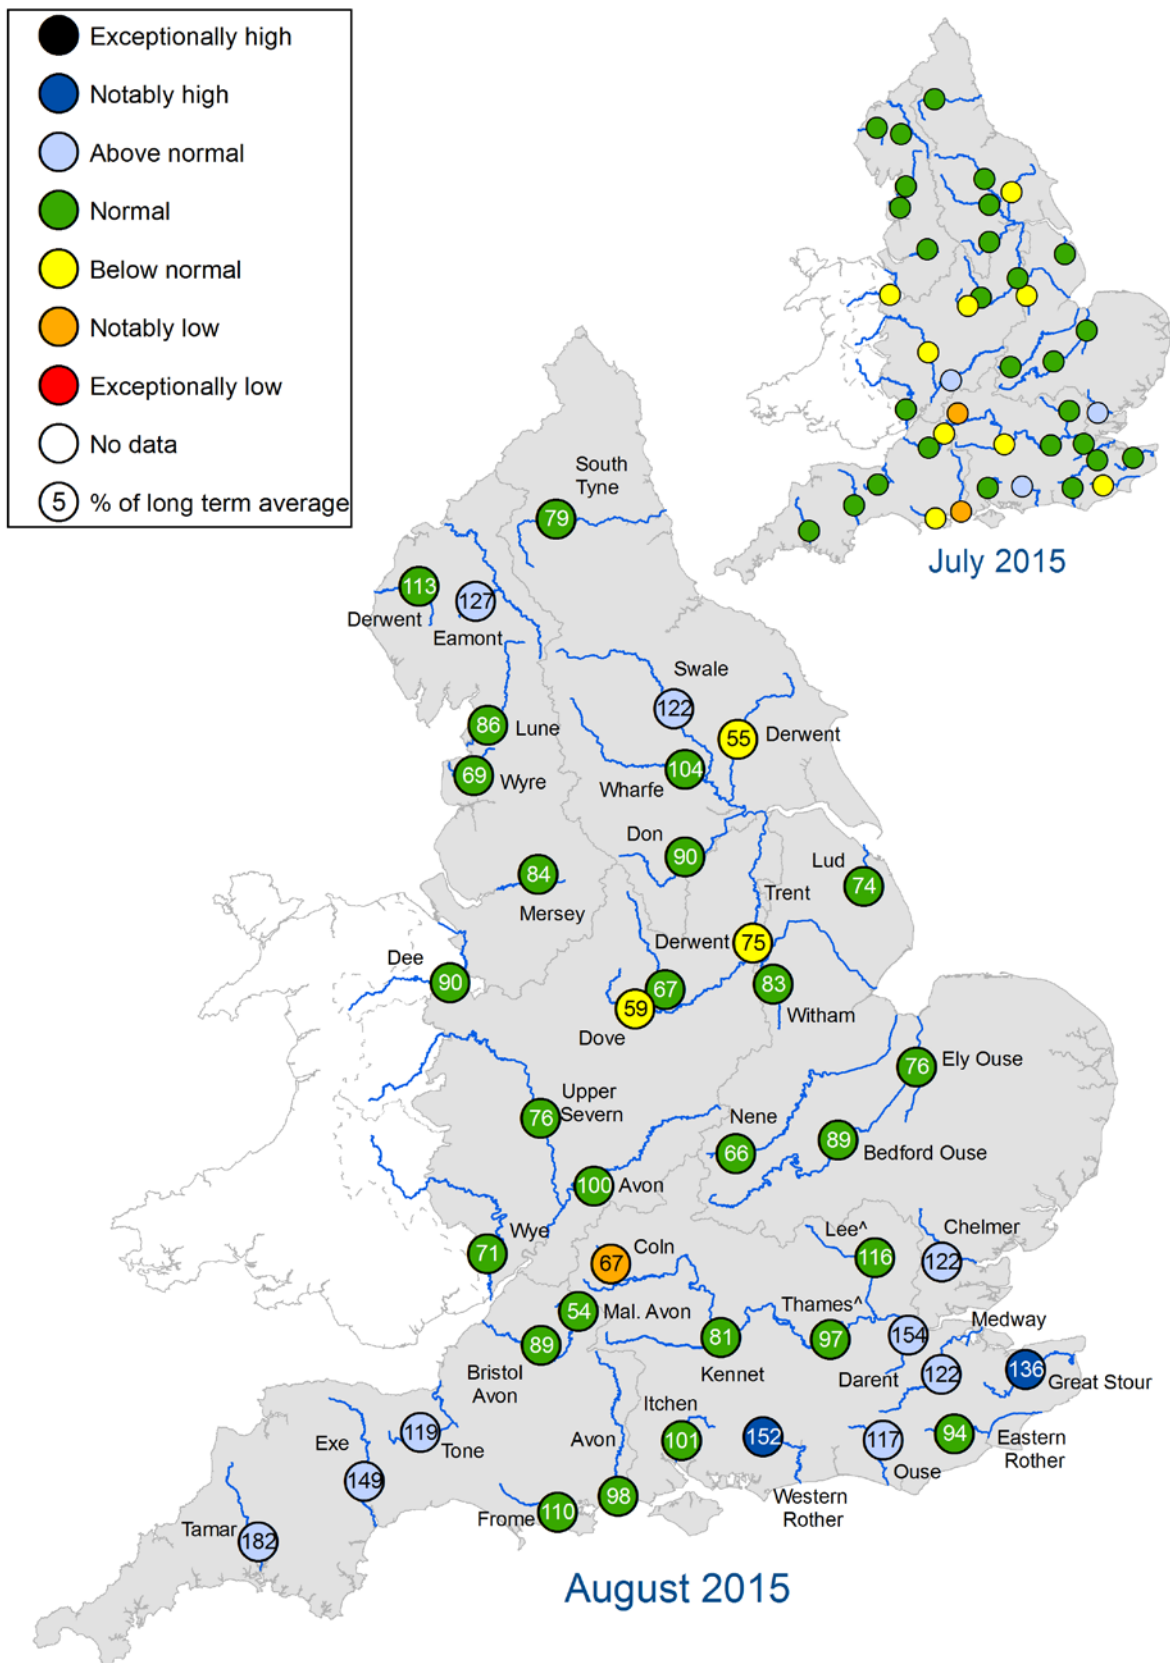 Exceptionally high
Notably high
Above normal
Normal
Below normal
Notably low
Exceptionally low
No data
5 % of long term average
July 2015
South
Tyne
79
113
127
Derwent
Eamont
Swale
122
86
Lune
55
Derwent
69
Wyre
104
Wharfe
Don
90
Lud
74
84
Mersey
Trent
Derwent
75
Dee
90
67
83
59
Witham
Dove
76
Ely Ouse
Upper
Severn
76
Nene
66
89
Bedford Ouse
100
Avon
Wye
71
Coln
67
Lee^
116
Chelmer
122
54
Mal. Avon
Thames^
89
81
97
154
Medway
Bristol
Avon
Kennet
Darent
122
136
Great Stour
Itchen
119
Tone
Exe
Avon
101
152
117
94
Eastern
Rother
Ouse
149
98
Western
Rother
Frome
110
Tamar
182
August 2015